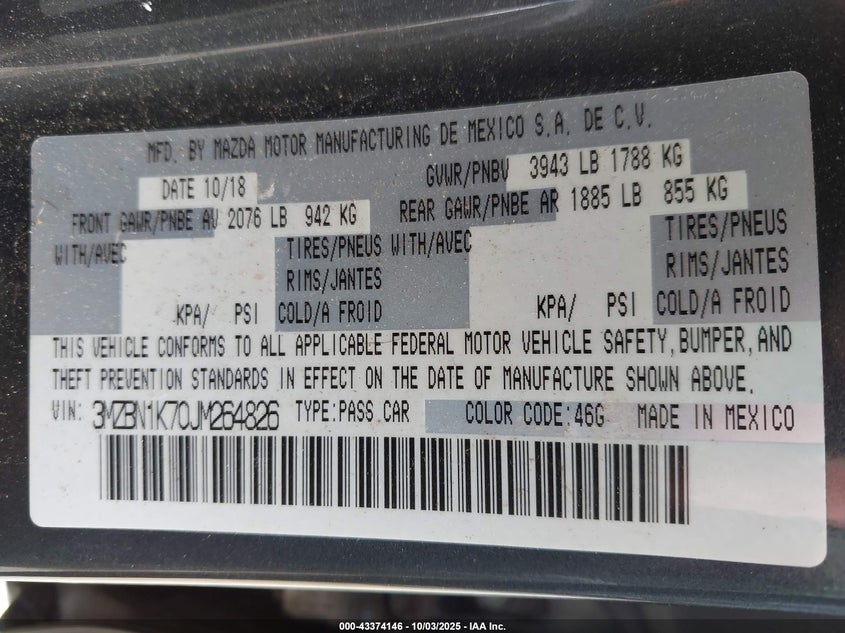 MFD. BY MAZDA MOTOR MANUFACTURING DE MEXICO S.A. DE C.V.
DATE 10/18 GVWR/PNBV 3943 LB 1788 KG
FRONT GAWR/PNBE AV 2076 LB 942 KG REAR GAWR/PNBE AR 1885 LB 855 KG
WITH/AVEC TIRES/PNEUS WITH/AVEC TIRES/PNEUS
RIMS/JANTES RIMS/JANTES
KPA/ PSI COLD/A FROID KPA/ PSI COLD/A FROID
THIS VEHICLE CONFORMS TO ALL APPLICABLE FEDERAL MOTOR VEHICLE SAFETY, BUMPER, AND
THEFT PREVENTION STANDARDS IN EFFECT ON THE DATE OF MANUFACTURE SHOWN ABOVE.
VIN: 3MZBN1K70JM264826 TYPE:PASS.CAR COLOR CODE:46G MADE IN MEXICO
000-43374146 - 10/03/2025 - IAA Inc.